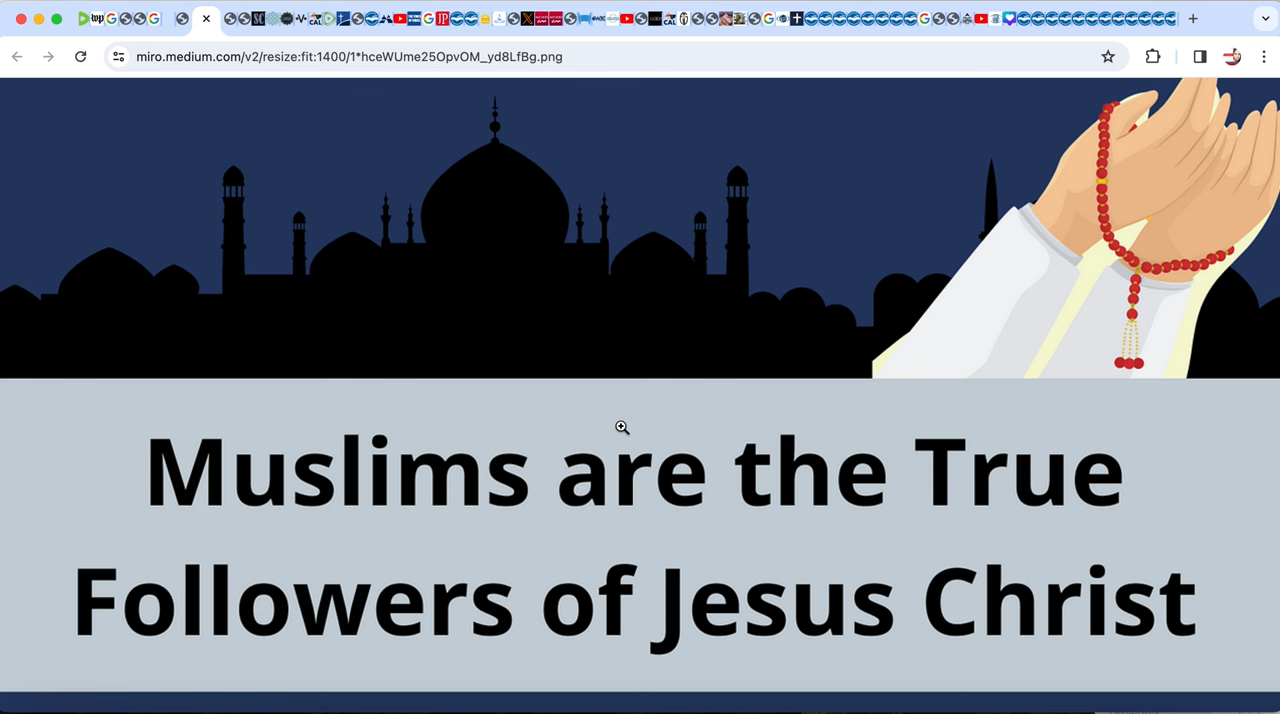 miro.medium.com/v2/resize:fit:1400/1*hceWUme25OpvOM_yd8LfBg.png
Muslims are the True
Followers of Jesus Christ